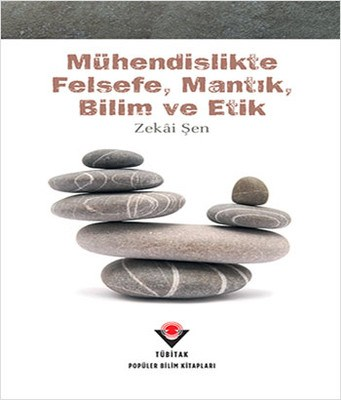 Mühendislikte
Felsefe, Mantık,
Bilim ve Etik
Zekâi Şen
TÜBİTAK
POPÜLER BİLİM KİTAPLARI